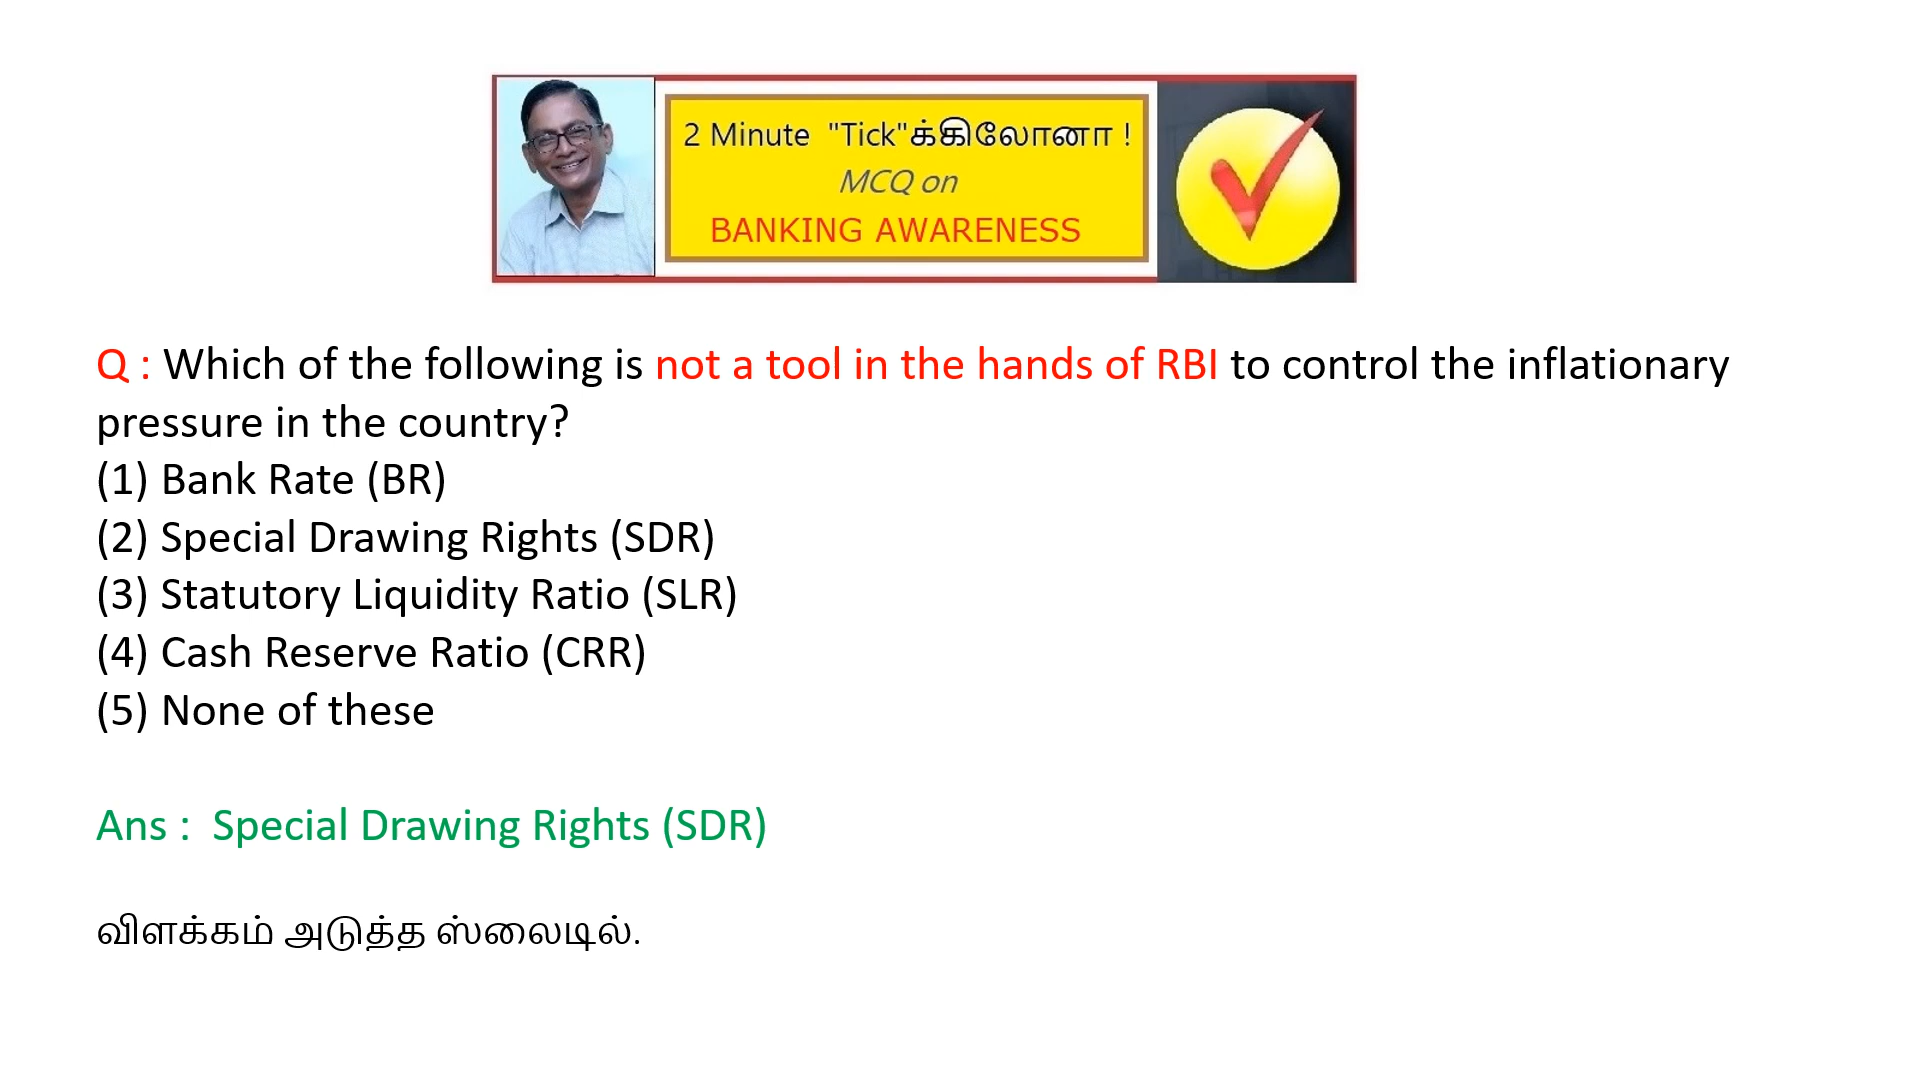 2 Minute "Tick"க்கிலோனா !
MCQ on
BANKING AWARENESS
Q : Which of the following is not a tool in the hands of RBI to control the inflationary
pressure in the country?
(1) Bank Rate (BR)
(2) Special Drawing Rights (SDR)
(3) Statutory Liquidity Ratio (SLR)
(4) Cash Reserve Ratio (CRR)
(5) None of these
Ans : Special Drawing Rights (SDR)
விளக்கம் அடுத்த ஸ்லைடில்.